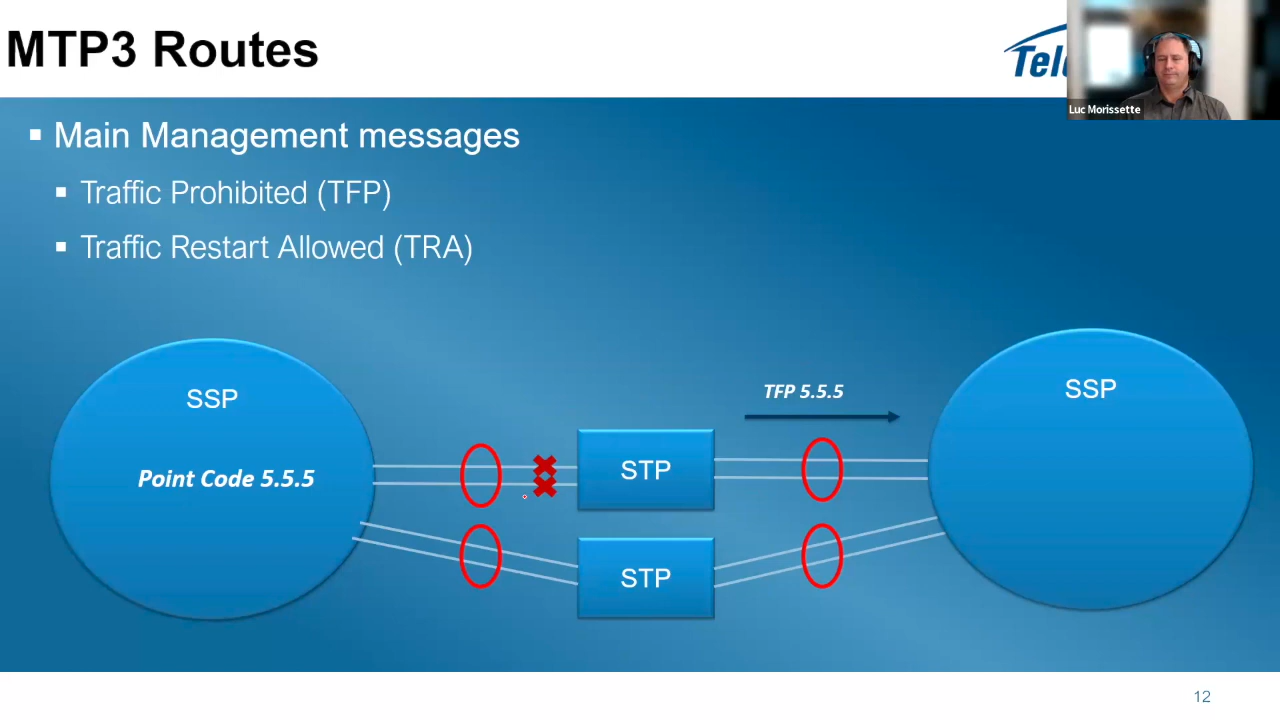 MTP3 Routes
Luc Morissette
Main Management messages
Traffic Prohibited (TFP)
Traffic Restart Allowed (TRA)
SSP
Point Code 5.5.5
STP
STP
TFP 5.5.5
SSP
12